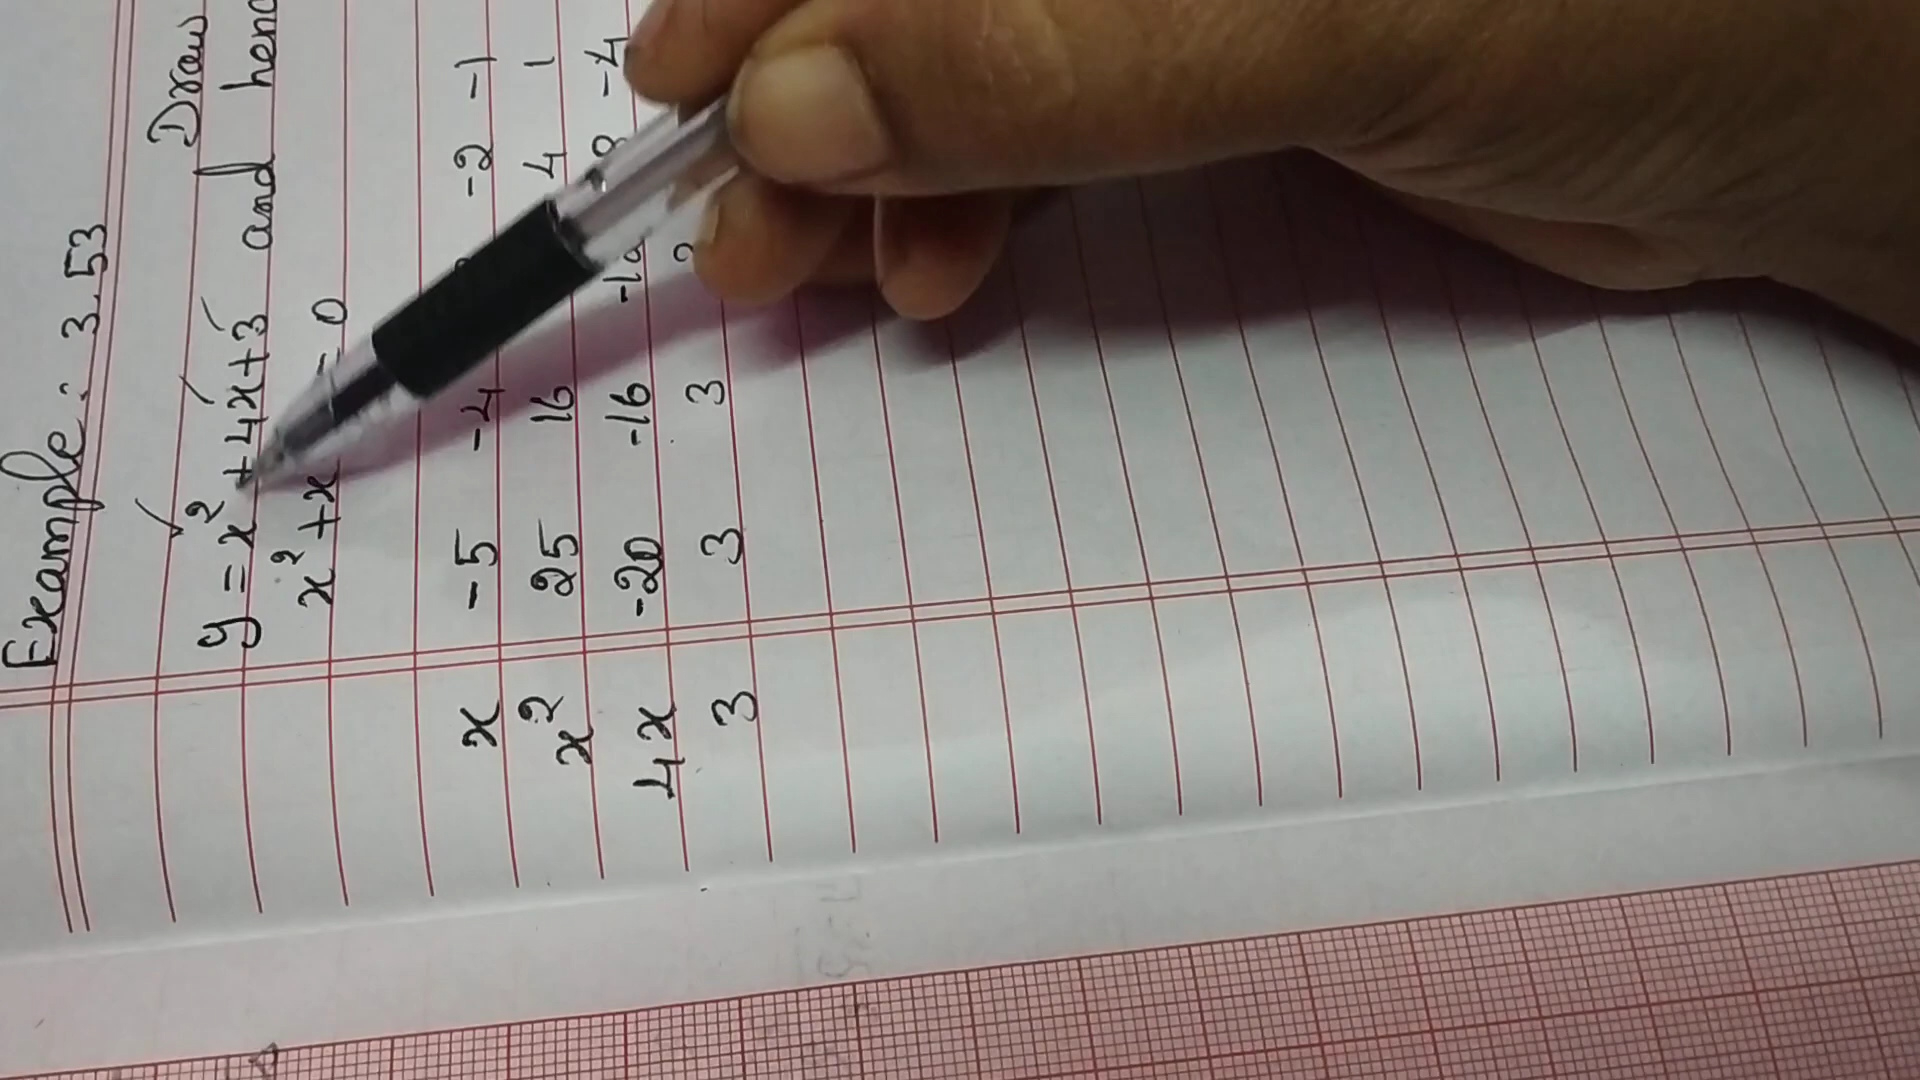 Example : 3.53
Draw
y = x² + 4x + 3 and
x² + x = 0
x -5 -4 -2 -1
x² 25 16 4 1
4x -20 -16 -4
3 3 3